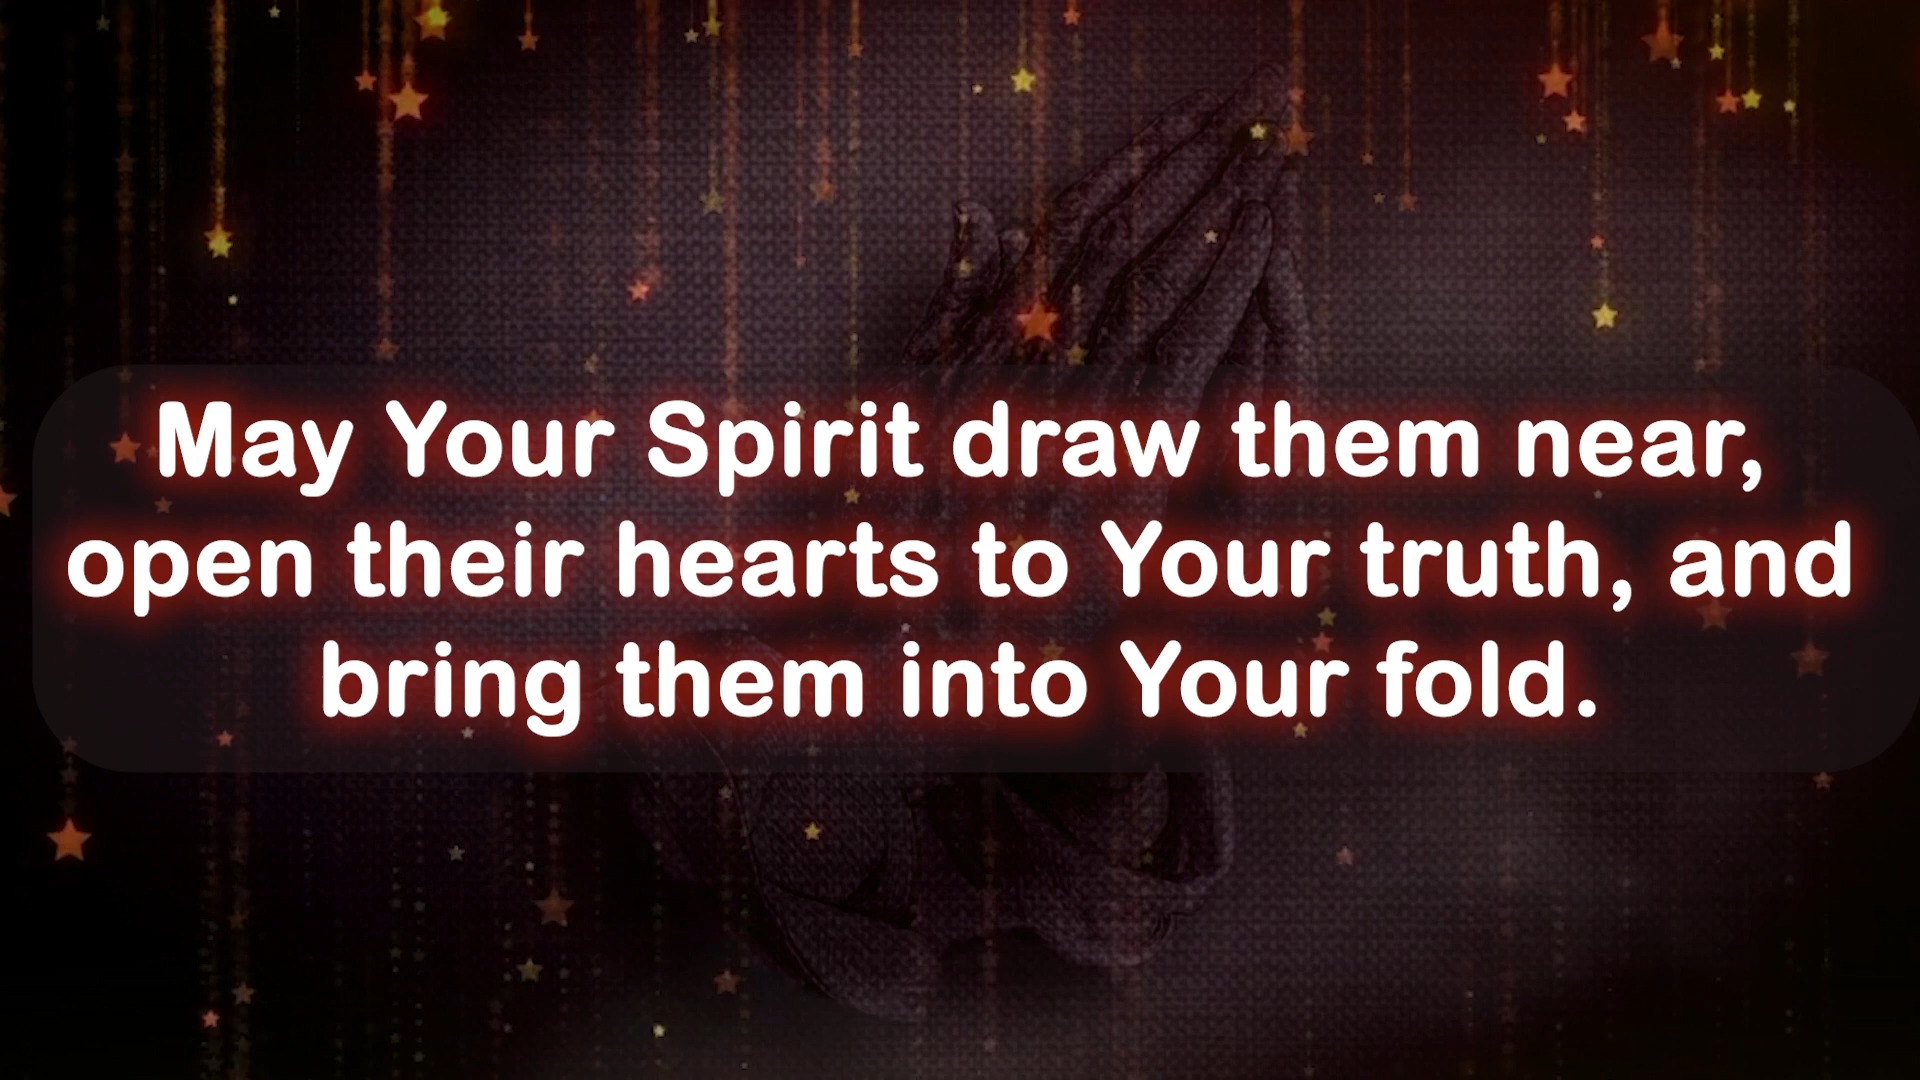 May Your Spirit draw them near,
open their hearts to Your truth, and
bring them into Your fold.